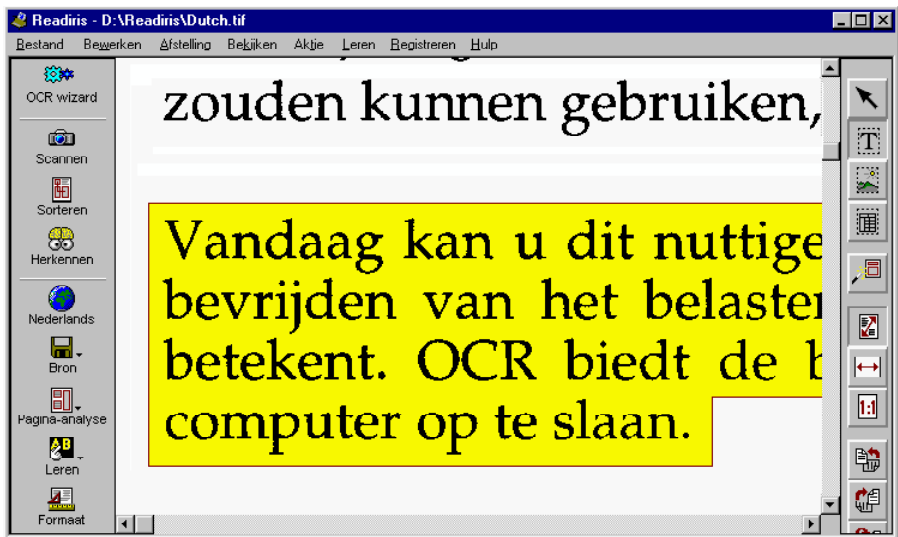 Readiris - D:\Readiris\Dutch.tif
Bestand Bewerken Afstelling Bekijken Aktie Leren Registreren Hulp
OCR wizard
Scannen
Sorteren
Herkennen
Nederlands
Bron
Pagina-analyse
Leren
Formaat
zouden kunnen gebruiken,
Vandaag kan u dit nuttige
bevrijden van het
betekent. OCR biedt de
computer op te slaan.
T
1:1